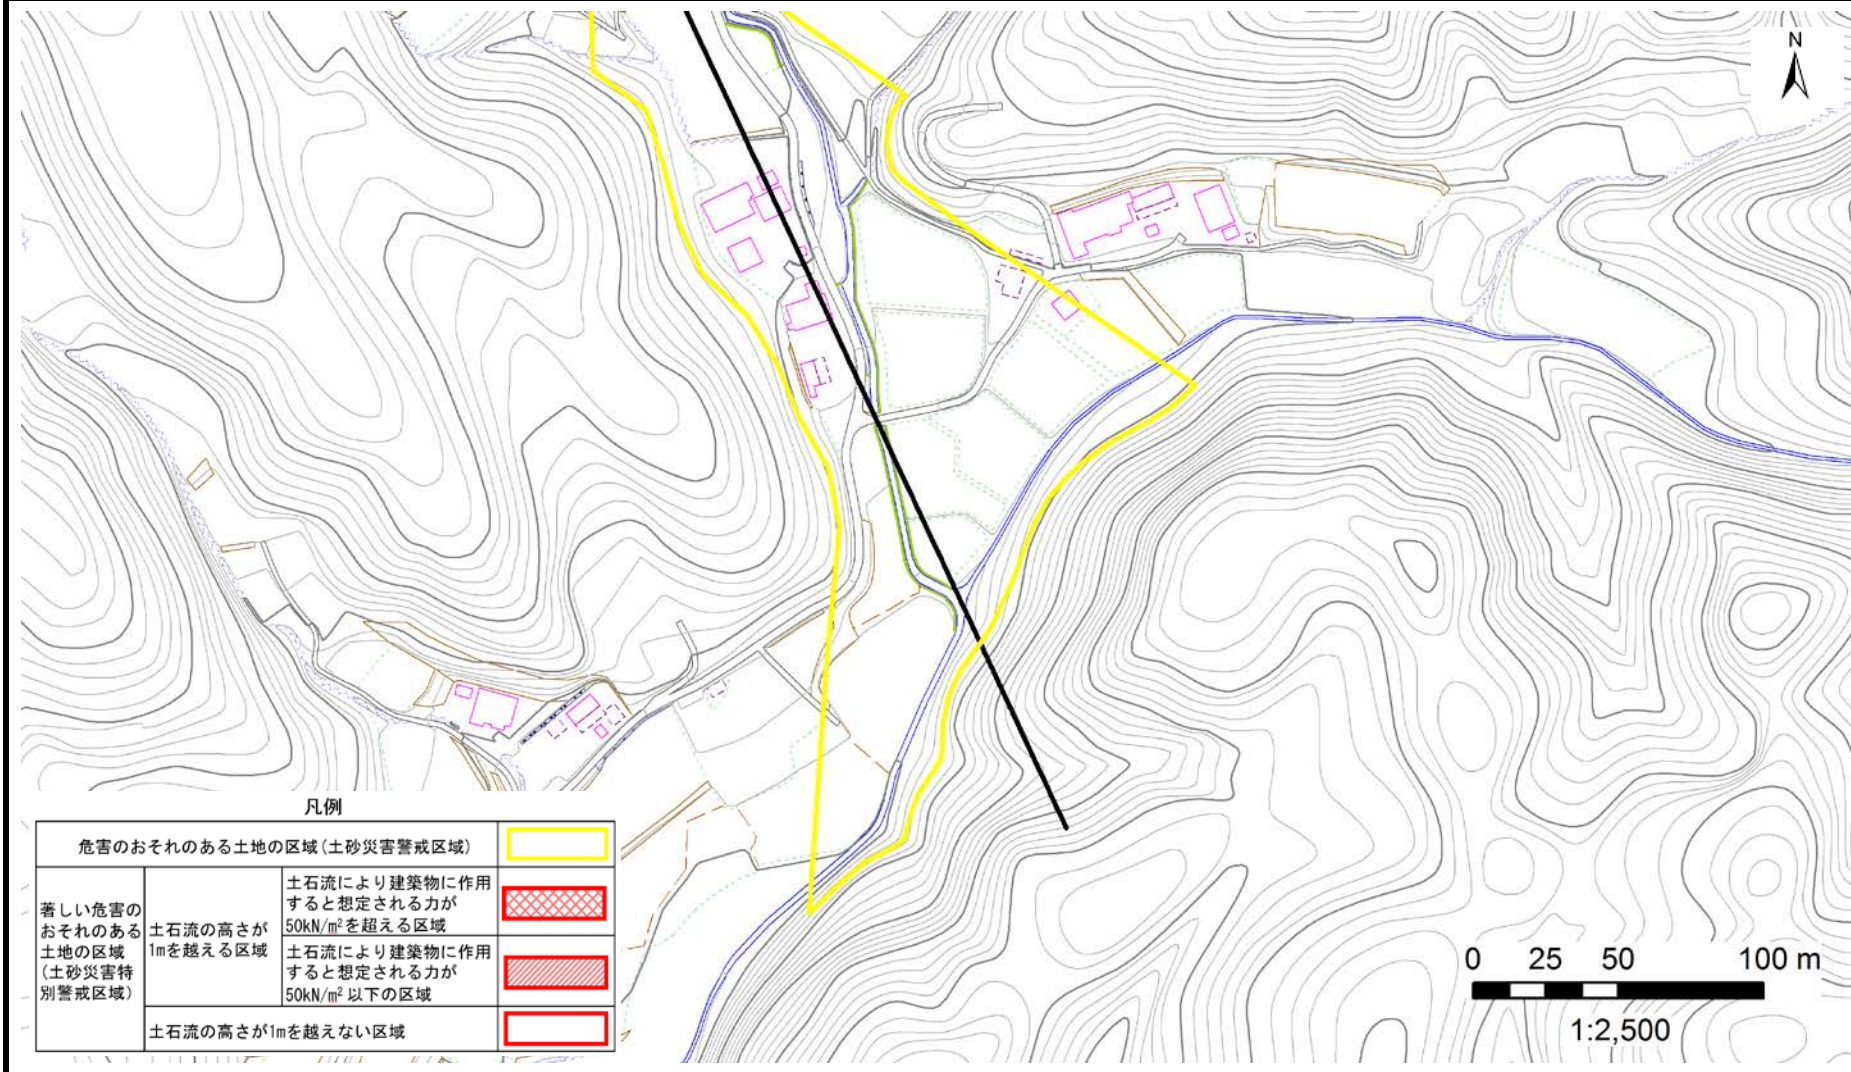 N
凡例
危害のおそれのある土地の区域(土砂災害警戒区域)
著しい危害の
おそれのある
土地の区域
(土砂災害特
別警戒区域)
土石流の高さが
1mを越える区域
土石流により建築物に作用
すると想定される力が
50kN/m²を超える区域
土石流により建築物に作用
すると想定される力が
50kN/m² 以下の区域
土石流の高さが1mを越えない区域
0 25 50 100 m
1:2,500